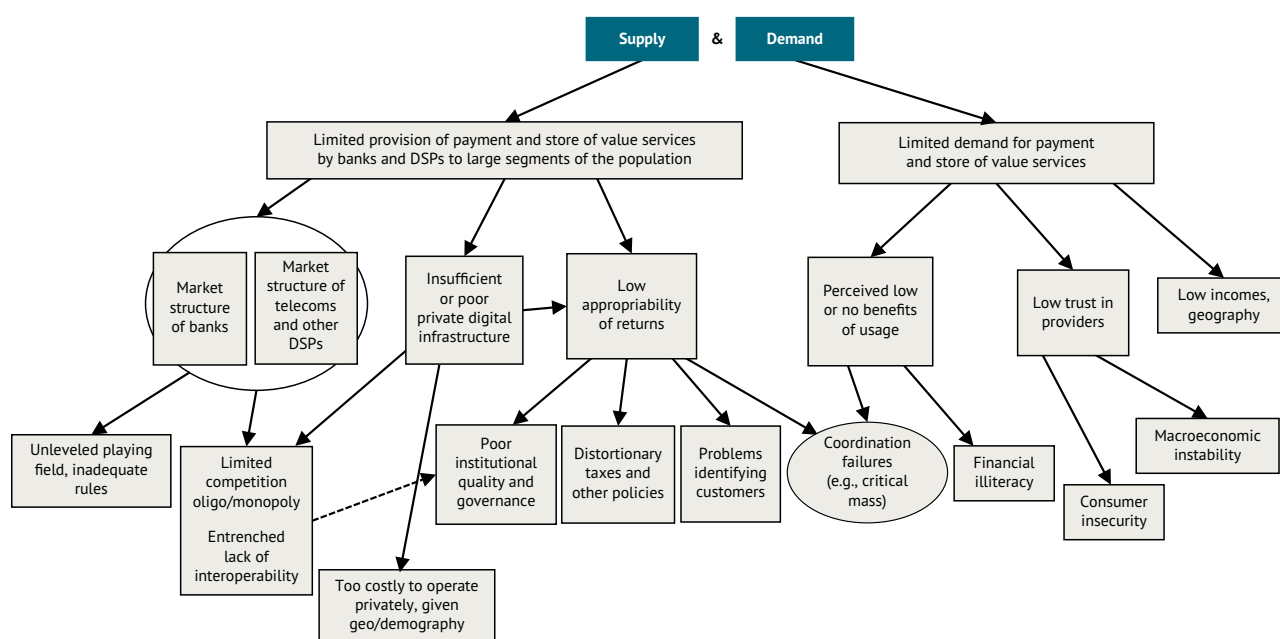 Supply & Demand
Limited provision of payment and store of value services
by banks and DSPs to large segments of the population
Limited demand for payment
and store of value services
Market
structure
of banks
Market
structure of
telecoms
and other
DSPs
Insufficient
or poor
private digital
infrastructure
Low
appropriability
of returns
Perceived low
or no benefits
of usage
Low trust in
providers
Low incomes,
geography
Unleveled playing
field, inadequate
rules
Limited
competition
oligo/monopoly
Entrenched
lack of
interoperability
Poor
institutional
quality and
governance
Distortionary
taxes and
other policies
Problems
identifying
customers
Coordination
failures
(e.g., critical
mass)
Financial
illiteracy
Consumer
insecurity
Macroeconomic
instability
Too costly to operate
privately, given
geo/demography